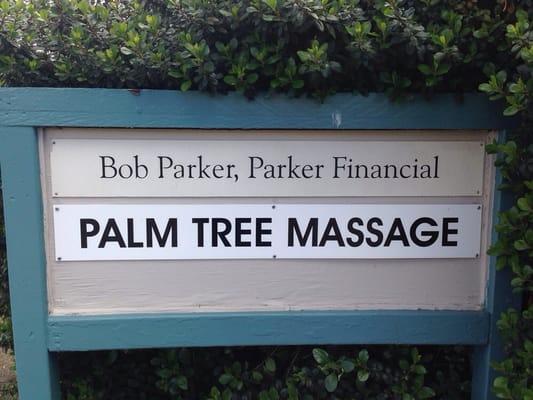 Bob Parker, Parker Financial
PALM TREE MASSAGE